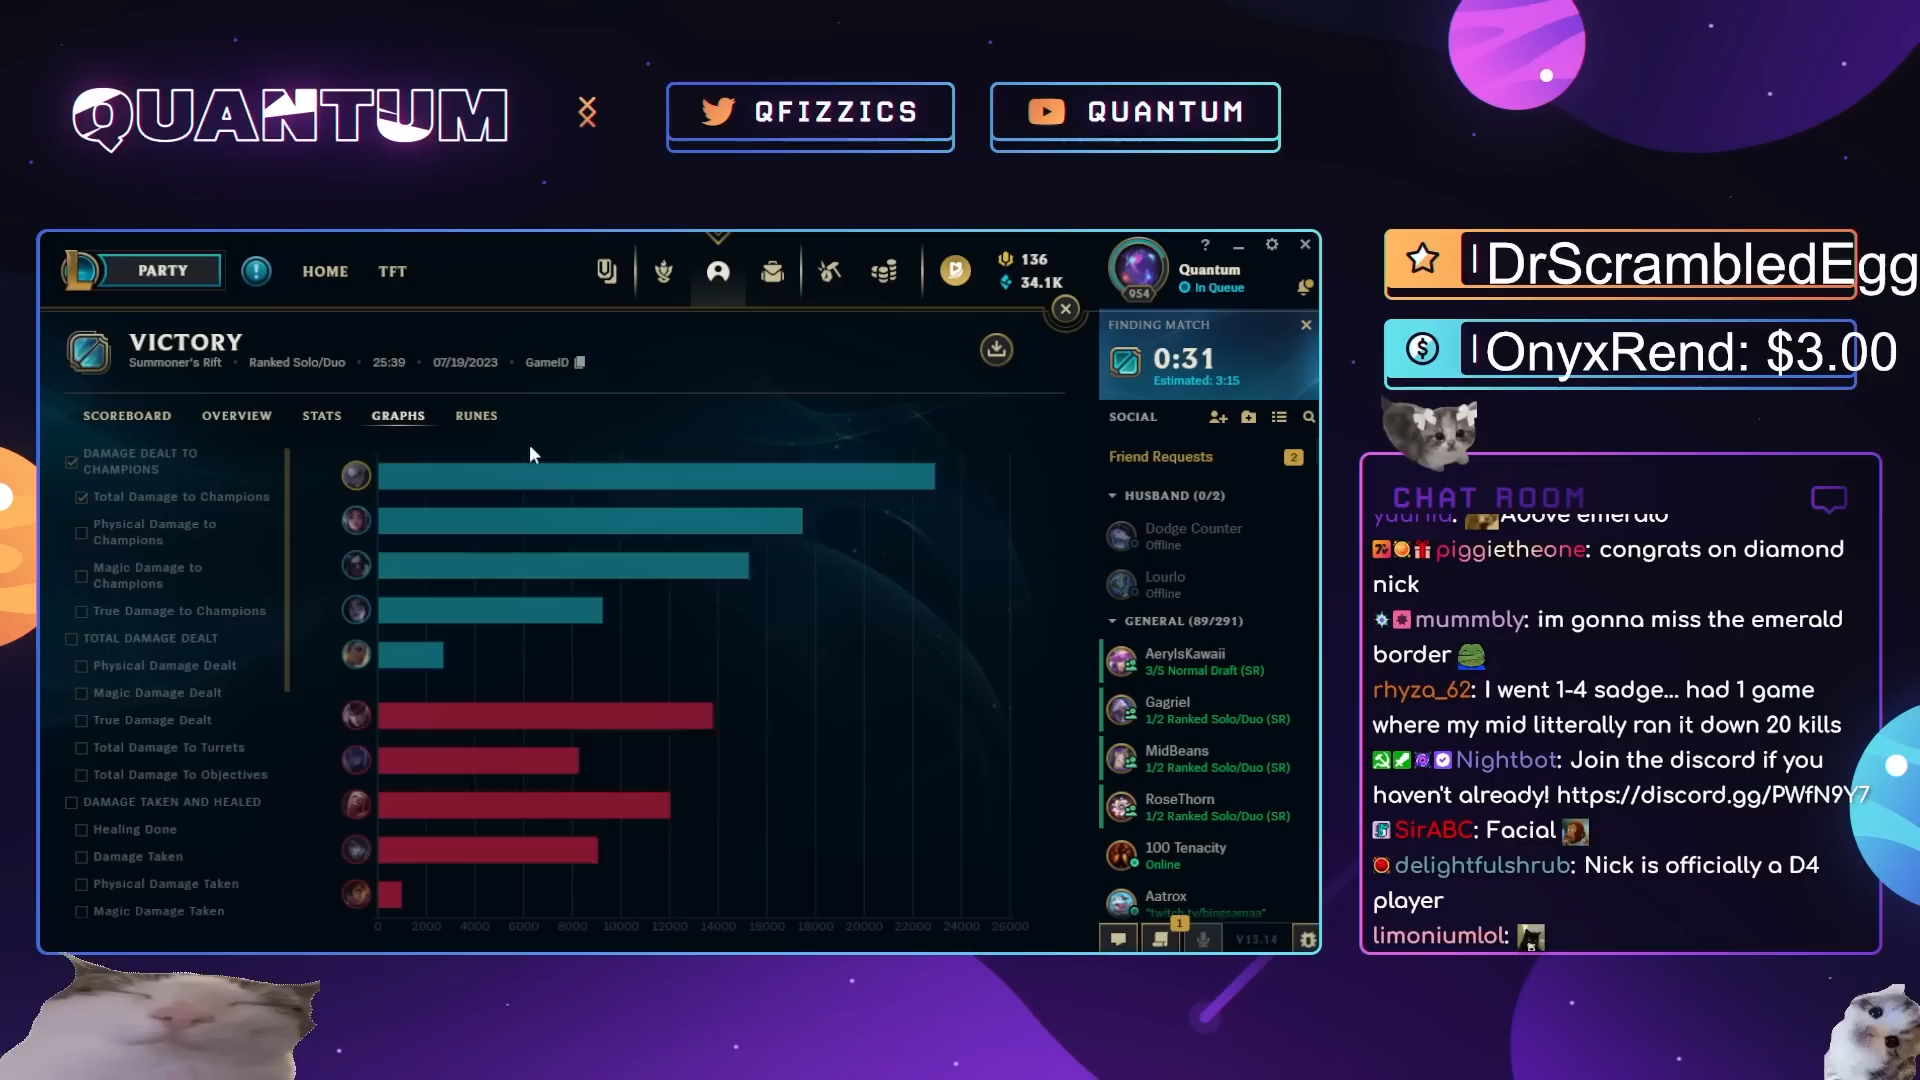 QUANTUM
QFIZZICS
QUANTUM
PARTY
HOME
TFT
136
34.1K
954
Quantum
In Queue
VICTORY
Summoner's Rift • Ranked Solo/Duo • 25:39 • 07/19/2023 • GameID
SCOREBOARD
OVERVIEW
STATS
GRAPHS
RUNES
DAMAGE DEALT TO
CHAMPIONS
Total Damage to Champions
Physical Damage to
Champions
Magic Damage to
Champions
True Damage to Champions
TOTAL DAMAGE DEALT
Physical Damage Dealt
Magic Damage Dealt
True Damage Dealt
Total Damage To Turrets
Total Damage To Objectives
DAMAGE TAKEN AND HEALED
Healing Done
Damage Taken
Physical Damage Taken
Magic Damage Taken
0 2000 4000 6000 8000 10000 12000 14000 16000 18000 20000 22000 24000 26000
FINDING MATCH
0:31
Estimated: 3:15
SOCIAL
Friend Requests
2
HUSBAND (0/2)
Dodge Counter
Offline
Lourlo
Offline
GENERAL (89/291)
AerylsKawaii
3/5 Normal Draft (SR)
Gagriel
1/2 Ranked Solo/Duo (SR)
MidBeans
1/2 Ranked Solo/Duo (SR)
RoseThorn
1/2 Ranked Solo/Duo (SR)
100 Tenacity
Online
Aatrox
"twitch.tv/bingsamaa"
1
V13.14
DrScrambledEgg
OnyxRend: $3.00
CHAT ROOM
Above emerald
piggietheone: congrats on diamond
nick
mummbly: im gonna miss the emerald
border
rhyza_62: I went 1-4 sadge... had 1 game
where my mid litterally ran it down 20 kills
Nightbot: Join the discord if you
haven't already! https://discord.gg/PWfN9Y7
SirABC: Facial
delightfulshrub: Nick is officially a D4
player
limoniumlol: